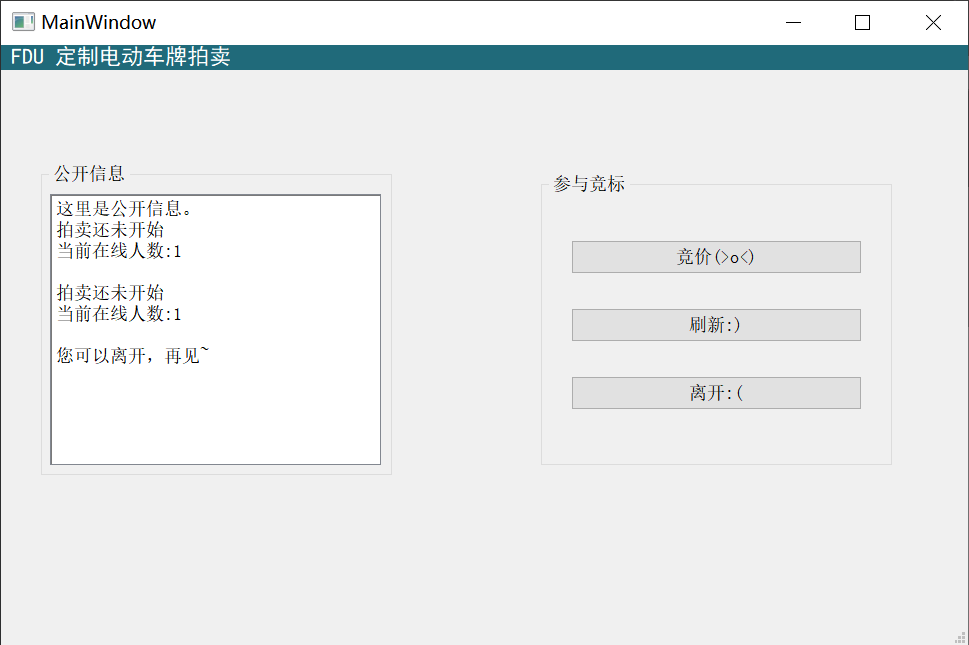 MainWindow
FDU 定制电动车牌拍卖
公开信息
这里是公开信息。
拍卖还未开始
当前在线人数:1
拍卖还未开始
当前在线人数:1
您可以离开，再见~
参与竞标
竞价(>o<)
刷新:)
离开:(